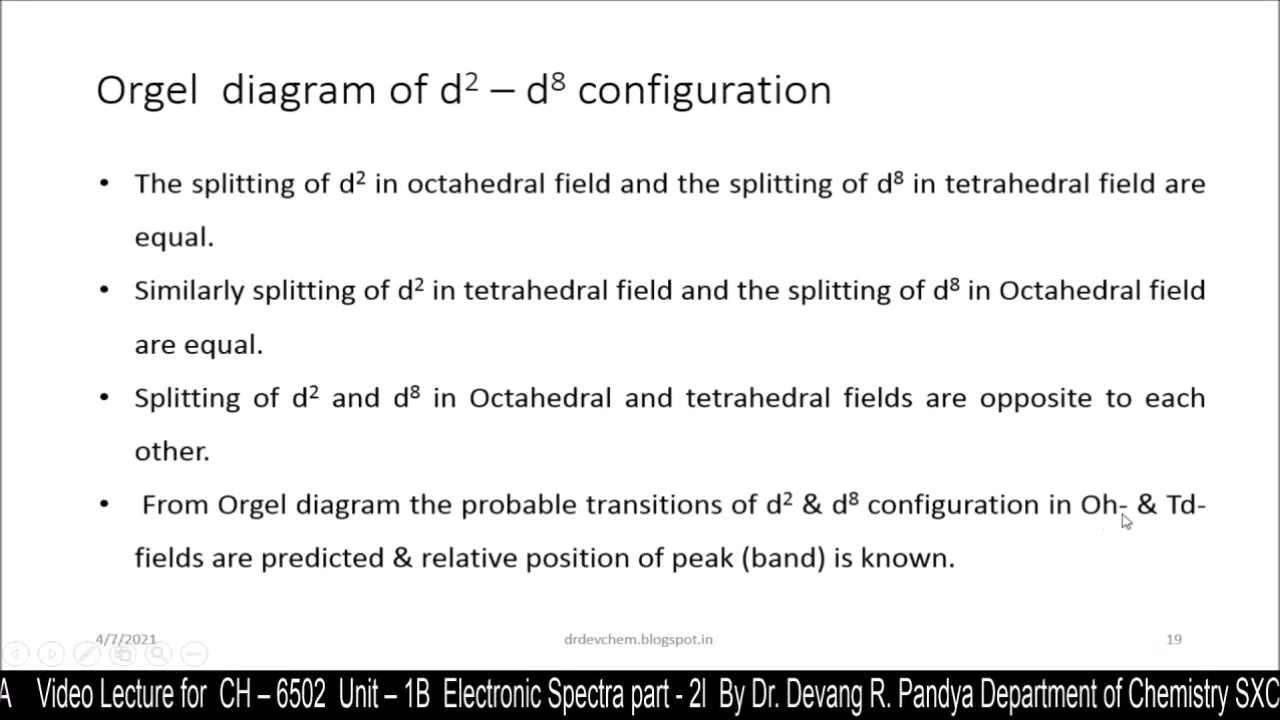 Orgel diagram of d² – d⁸ configuration
• The splitting of d² in octahedral field and the splitting of d⁸ in tetrahedral field are
equal.
• Similarly splitting of d² in tetrahedral field and the splitting of d⁸ in Octahedral field
are equal.
• Splitting of d² and d⁸ in Octahedral and tetrahedral fields are opposite to each
other.
• From Orgel diagram the probable transitions of d² & d⁸ configuration in Oh- & Td-
fields are predicted & relative position of peak (band) is known.
4/7/2021 drdevchem.blogspot.in 19
A Video Lecture for CH – 6502 Unit – 1B Electronic Spectra part - 2I By Dr. Devang R. Pandya Department of Chemistry SXC